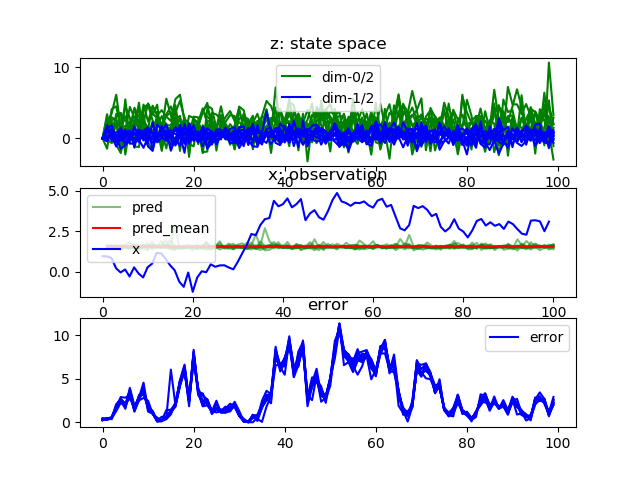 z: state space
10
0
dim-0/2
dim-1/2
0 20 40 60 80 100
x: observation
5.0
2.5
0.0
pred
pred_mean
x
0 20 40 60 80 100
error
10
5
0
error
0 20 40 60 80 100